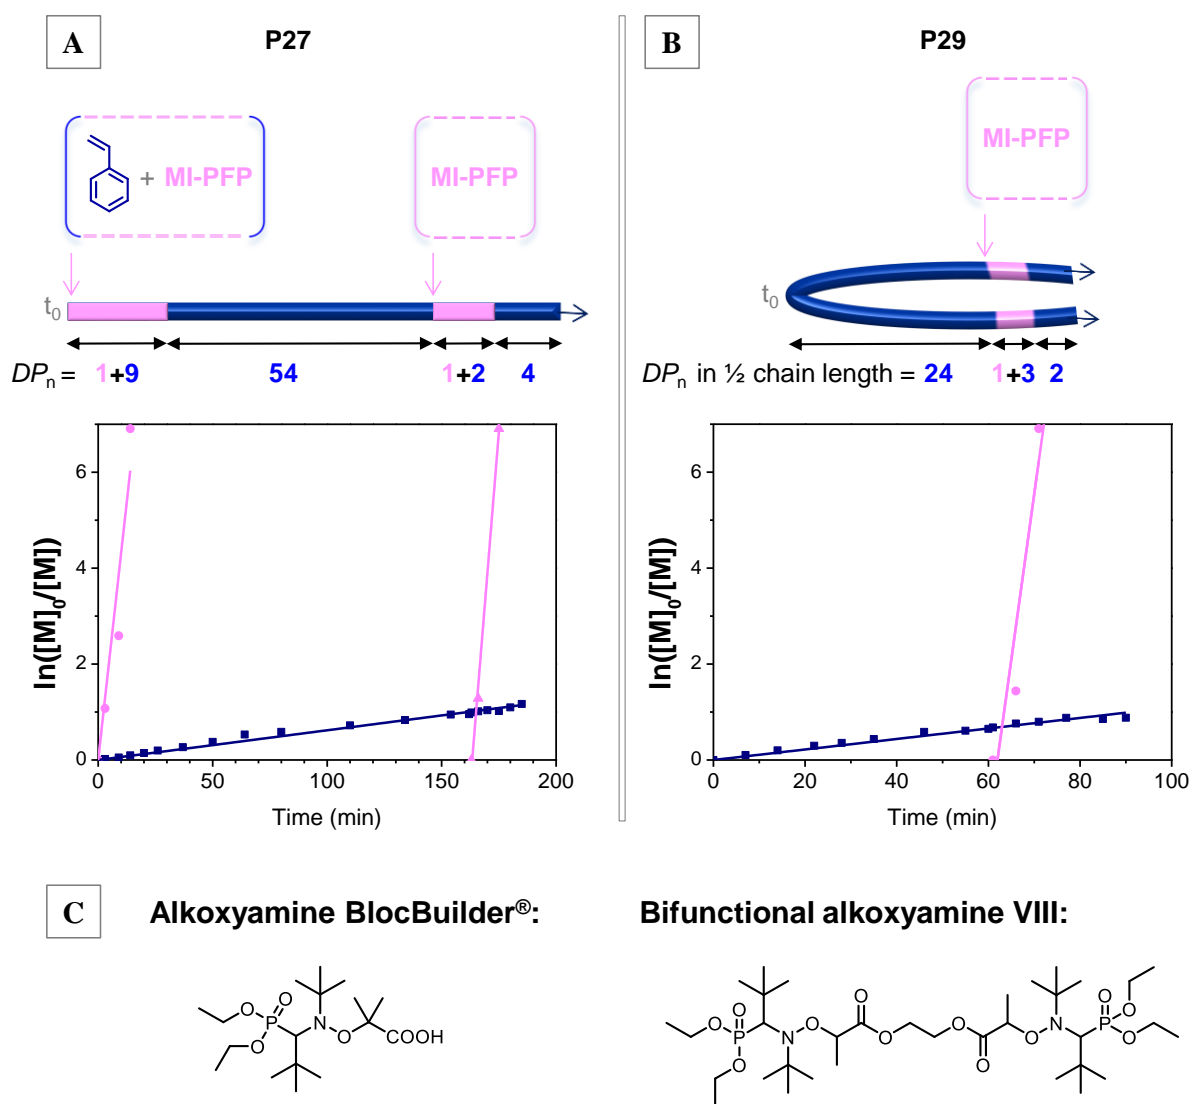 A
P27
+ MI-PFP
MI-PFP
t0
DPn = 1+9 54 1+2 4
ln([M]0/[M])
6
4
2
0
0 50 100 150 200
Time (min)
B
P29
MI-PFP
t0
DPn in ½ chain length = 24 1+3 2
ln([M]0/[M])
6
4
2
0
0 20 40 60 80 100
Time (min)
C
Alkoxyamine BlocBuilder®:
O
O
P
O
N
O
COOH
Bifunctional alkoxyamine VIII:
O
O
P
O
N
O
O
O
O
O
O
N
O
P
O
O